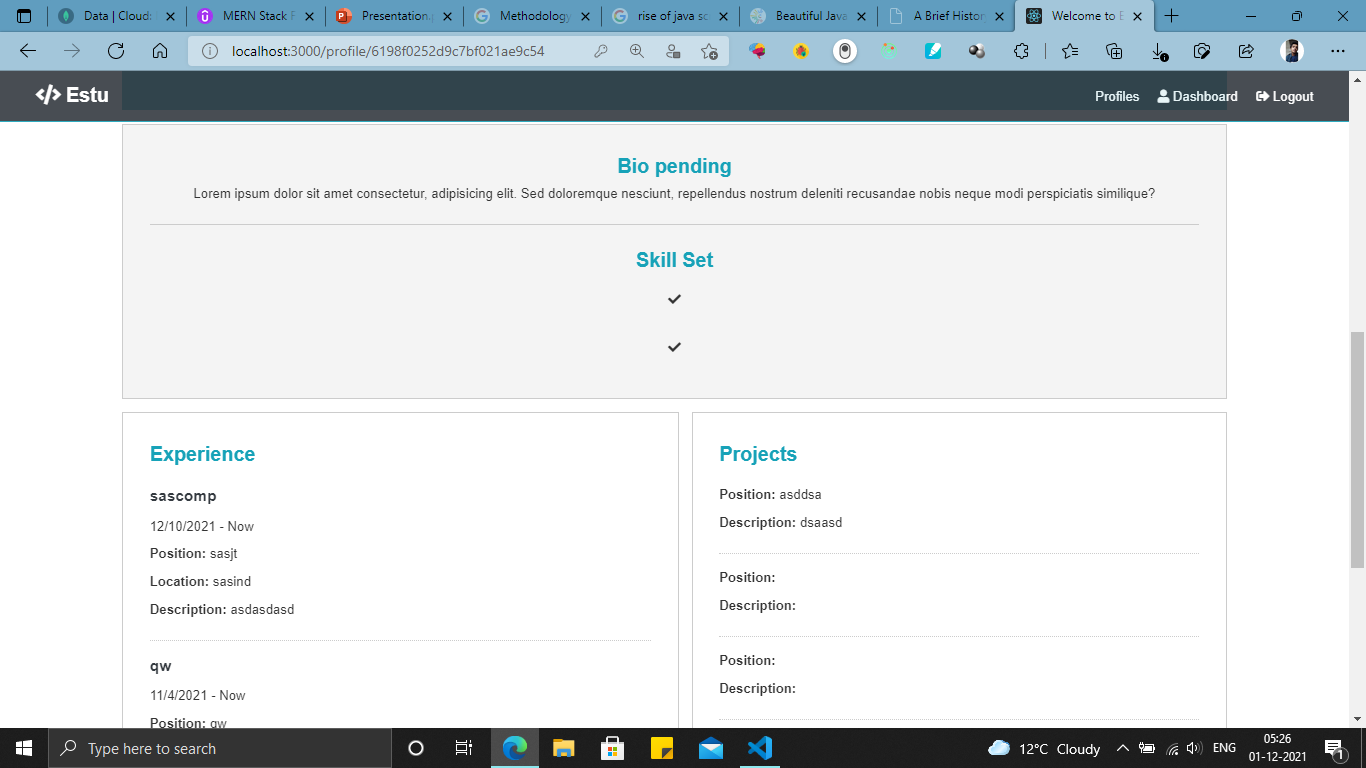 Data | Cloud:
MERN Stack F
Presentation.
Methodology
rise of java sc
Beautiful Java
A Brief Histor
Welcome to E
localhost:3000/profile/6198f0252d9c7bf021ae9c54
Estu
Profiles
Dashboard
Logout
Bio pending
Lorem ipsum dolor sit amet consectetur, adipisicing elit. Sed doloremque nesciunt, repellendus nostrum deleniti recusandae nobis neque modi perspiciatis similique?
Skill Set
Experience
sascomp
12/10/2021 - Now
Position: sasjt
Location: sasind
Description: asdasdasd
qw
11/4/2021 - Now
Position: qw
Projects
Position: asddsa
Description: dsaasd
Position:
Description:
Position:
Description:
Type here to search
12°C Cloudy
ENG
05:26
01-12-2021
1